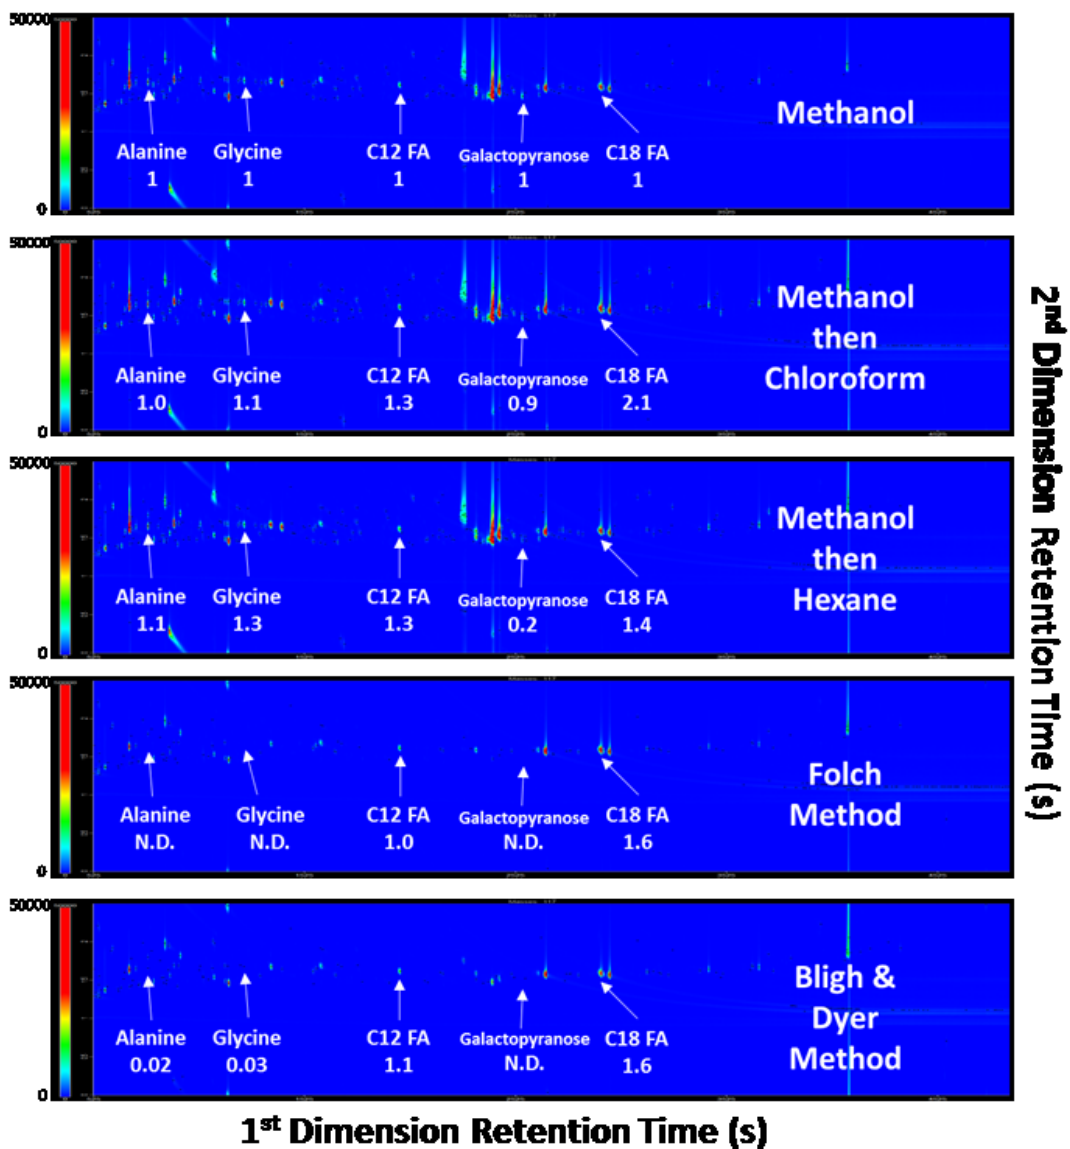 50000
Methanol
Alanine Glycine C12 FA Galactopyranose C18 FA
1 1 1 1 1
0
50000
Methanol
then
Chloroform
Alanine Glycine C12 FA Galactopyranose C18 FA
1.0 1.1 1.3 0.9 2.1
0
50000
Methanol
then
Hexane
Alanine Glycine C12 FA Galactopyranose C18 FA
1.1 1.3 1.3 0.2 1.4
0
50000
Folch
Method
Alanine Glycine C12 FA Galactopyranose C18 FA
N.D. N.D. 1.0 N.D. 1.6
0
50000
Bligh &
Dyer
Method
Alanine Glycine C12 FA Galactopyranose C18 FA
0.02 0.03 1.1 N.D. 1.6
0
2nd Dimension Retention Time (s)
1st Dimension Retention Time (s)